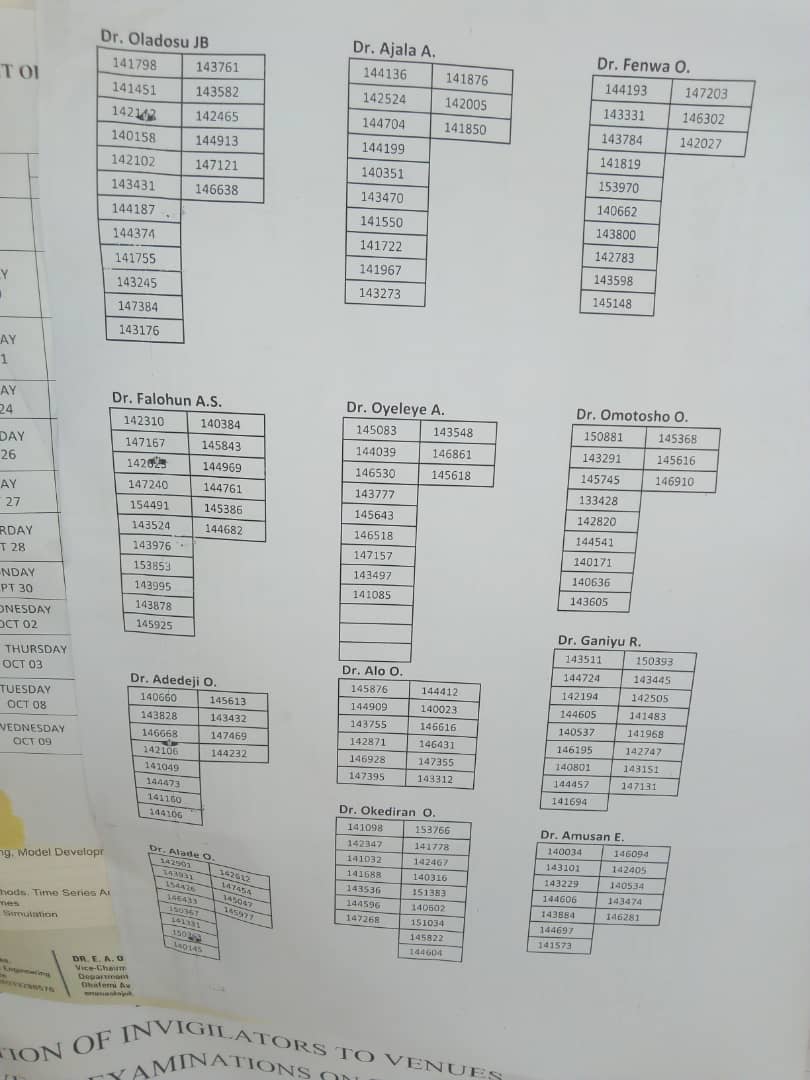 Dr. Oladosu JB
141798 143761
141451 143582
142465
140158 144913
142102 147121
143431 146638
144187
144374
141755
143245
147384
143176
Dr. Ajala A.
144136 141876
142524 142005
144704 141850
144199
140351
143470
141550
141722
141967
143273
Dr. Fenwa O.
144193 147203
143331 146302
143784 142027
141819
153970
140662
143800
142783
143598
145148
Dr. Falohun A.S.
142310 140384
147167 145843
144969
147240 144761
154491 145386
143524 144682
143976
153853
143995
143878
145925
Dr. Oyeleye A.
145083 143548
144039 146861
146530 145618
143777
145643
146518
147157
143497
141085
Dr. Omotosho O.
150881 145368
143291 145616
145745 146910
133428
142820
144541
140171
140636
143605
Dr. Adedeji O.
140660 145613
143828 143432
146668 147469
142106 144232
141049
144473
141160
144106
Dr. Alo O.
145876 144412
144909 140023
143755 146616
142871 146431
146928 147355
147395 143312
Dr. Ganiyu R.
143511 150393
144724 143445
142194 142505
144605 141483
140537 141968
146195 142747
140801 143151
144457 147131
141694
Dr. Alade O.
142901 142612
143931 147454
154426 145047
146433 145977
150367
141331
140145
Dr. Okediran O.
141098 153766
142347 141778
141032 142467
141688 140316
143536 151383
144596 140602
147268 151034
145822
144604
Dr. Amusan E.
140034 146094
143101 142405
143229 140534
144606 143474
143884 146281
144697
141573
T OF
Y
AY
1
AY
24
DAY
26
AY
27
RDAY
T 28
NDAY
PT 30
DNESDAY
OCT 02
THURSDAY
OCT 03
TUESDAY
OCT 08
WEDNESDAY
OCT 09
ng, Model Developr
hods. Time Series An
nes
Simulation
Engineering
DR. E. A. O
Vice-Chairm
Department
Obafemi Aw
TION OF INVIGILATORS TO VENUES
EXAMINATIONS ON